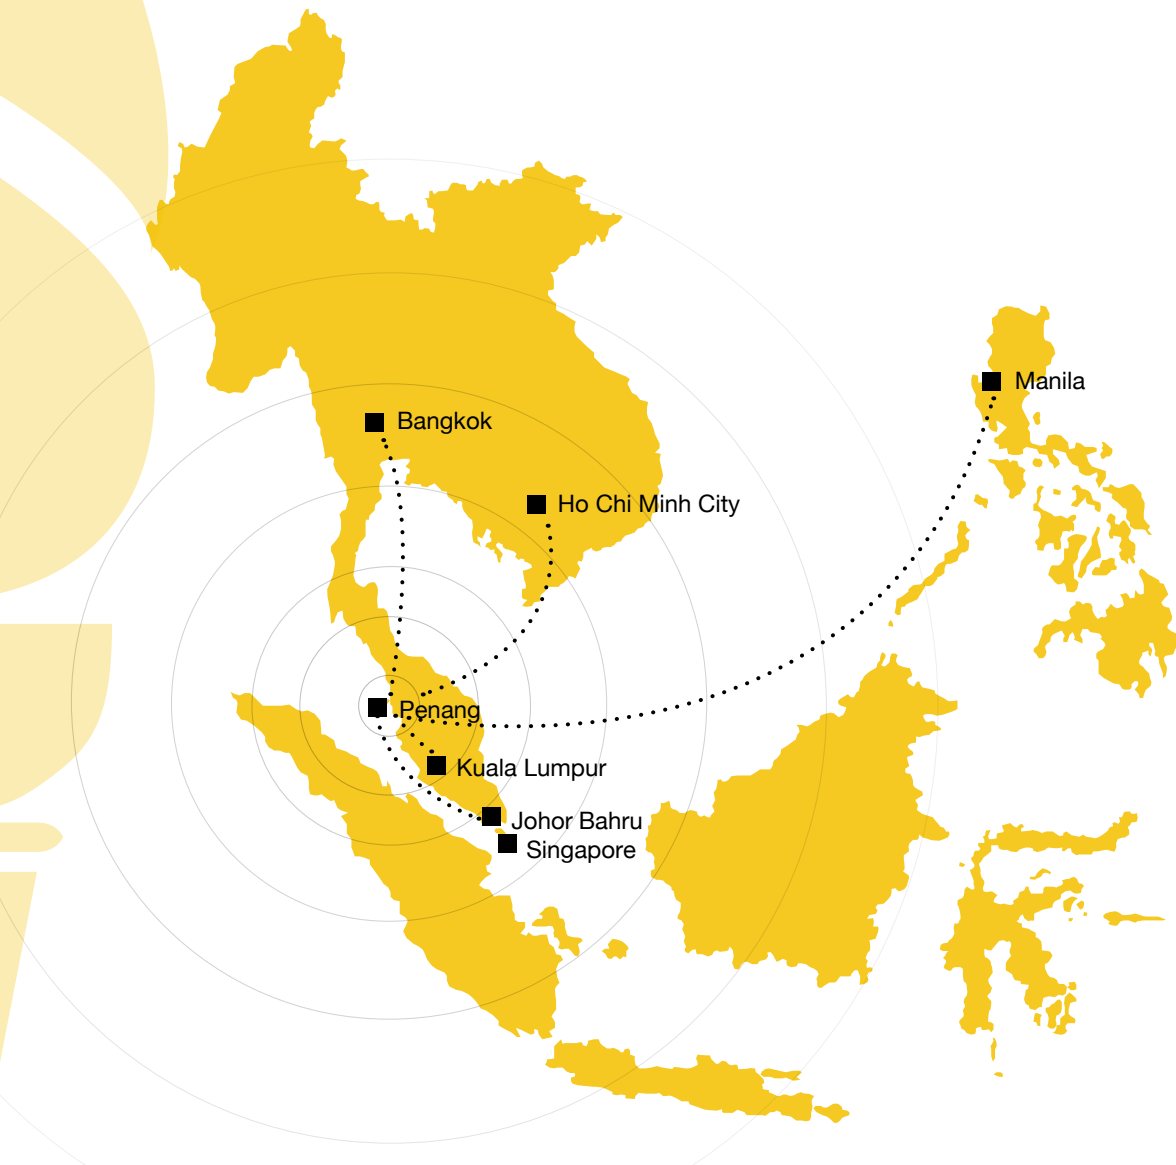 Manila
Bangkok
Ho Chi Minh City
Penang
Kuala Lumpur
Johor Bahru
Singapore